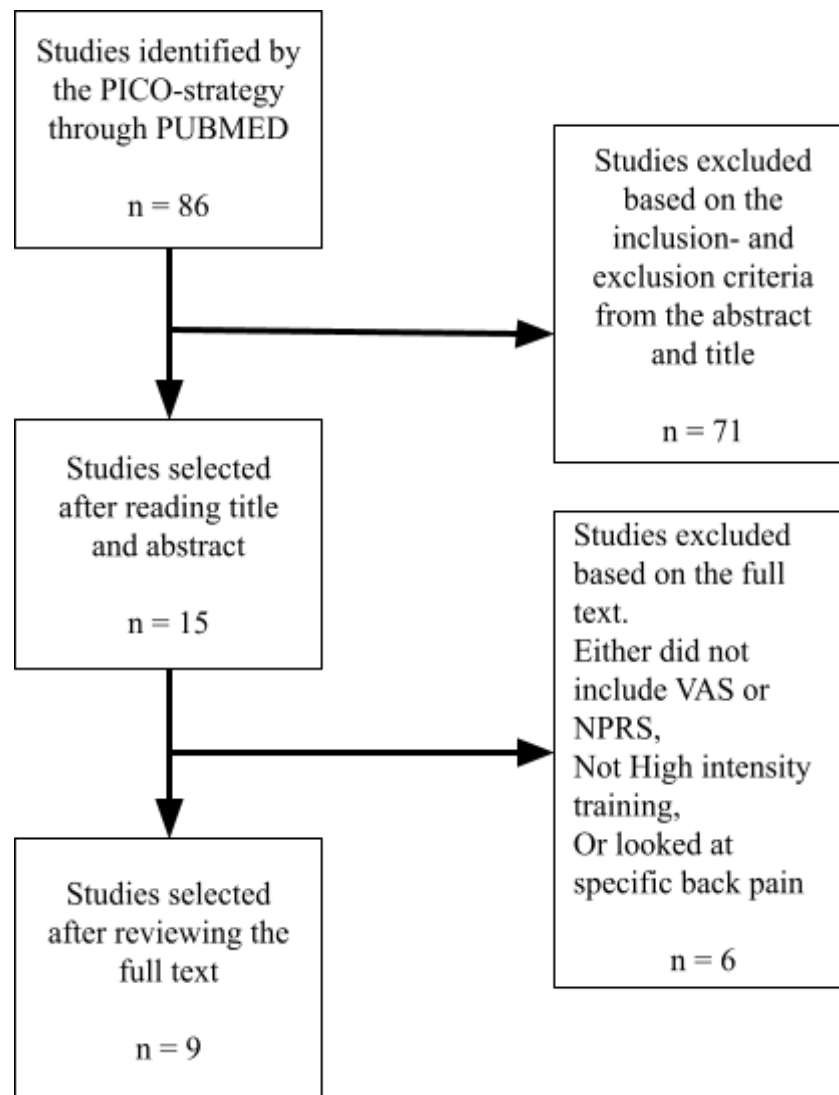 Studies identified by
the PICO-strategy
through PUBMED
n = 86
Studies excluded
based on the
inclusion- and
exclusion criteria
from the abstract
and title
n = 71
Studies selected
after reading title
and abstract
n = 15
Studies excluded
based on the full
text.
Either did not
include VAS or
NPRS,
Not High intensity
training,
Or looked at
specific back pain
n = 6
Studies selected
after reviewing the
full text
n = 9